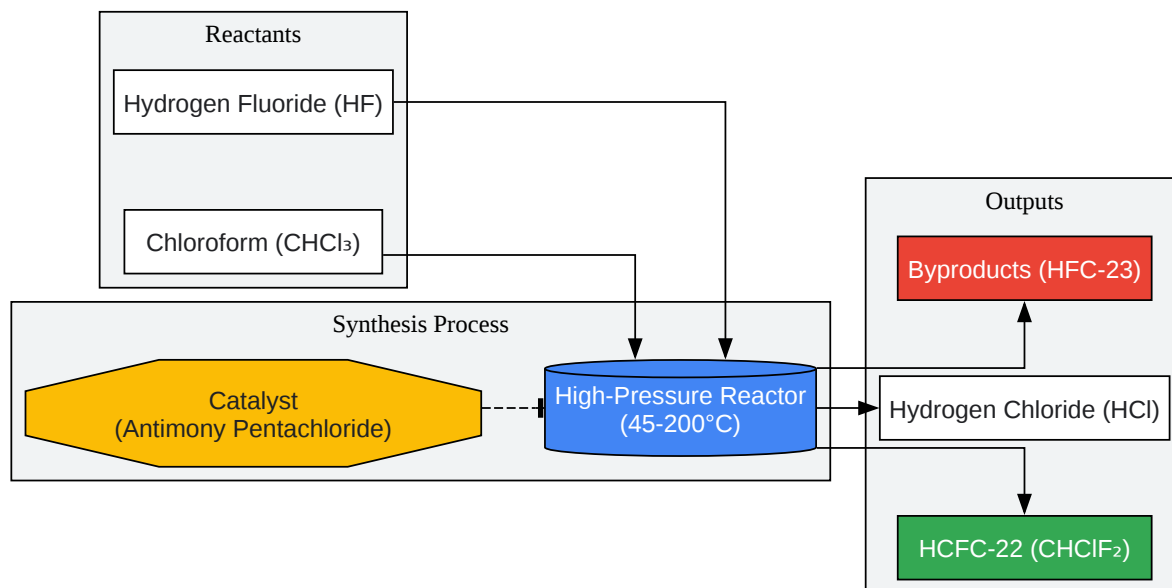 Reactants
Hydrogen Fluoride (HF)
Chloroform (CHCl₃)
Synthesis Process
Catalyst
(Antimony Pentachloride)
High-Pressure Reactor
(45-200°C)
Outputs
Byproducts (HFC-23)
Hydrogen Chloride (HCl)
HCFC-22 (CHClF₂)